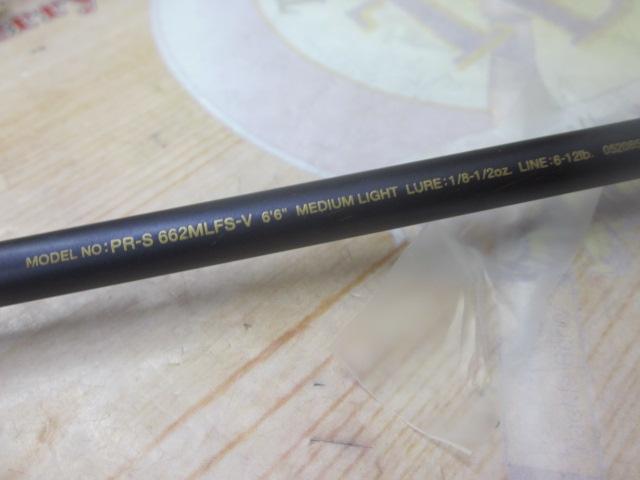 MODEL NO:PR-S 662MLFS-V 6'6" MEDIUM LIGHT LURE:1/8-1/2oz. LINE:6-12lb.